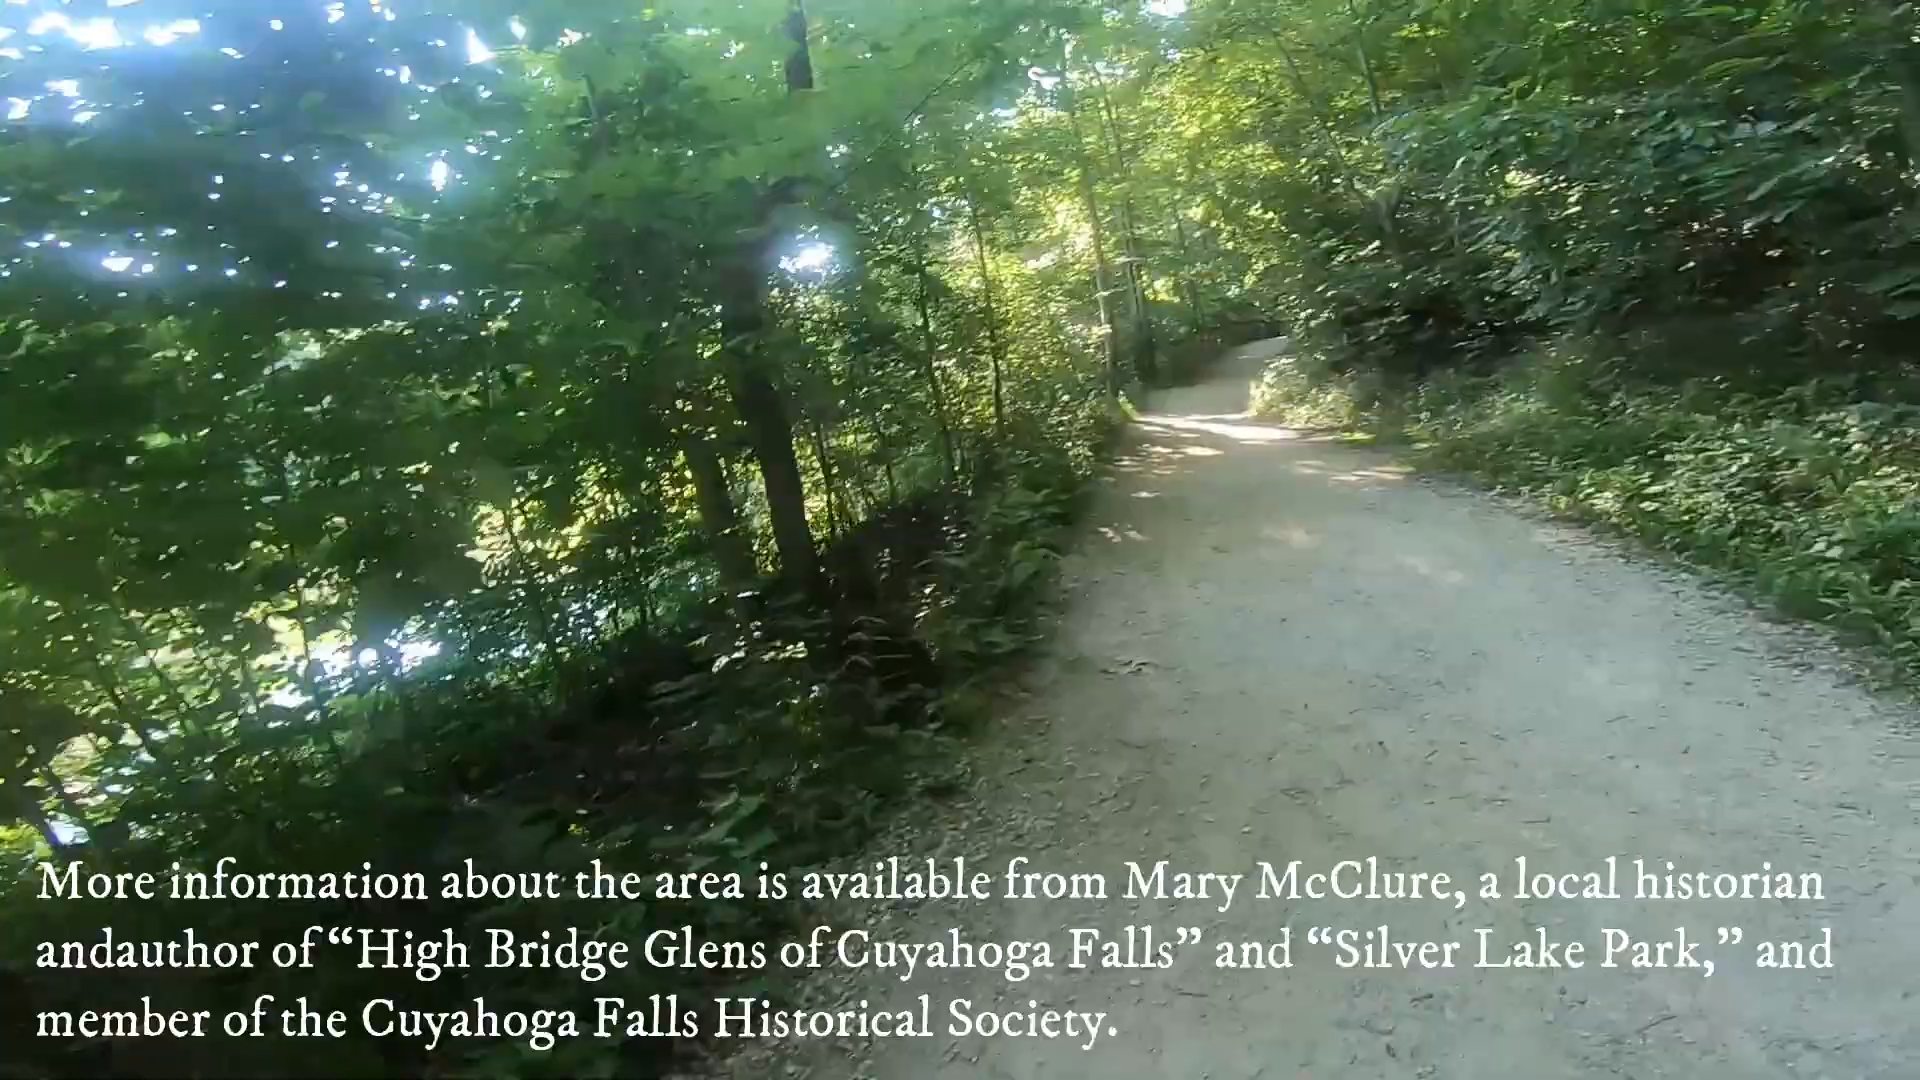 More information about the area is available from Mary McClure, a local historian
andauthor of “High Bridge Glens of Cuyahoga Falls” and “Silver Lake Park,” and
member of the Cuyahoga Falls Historical Society.